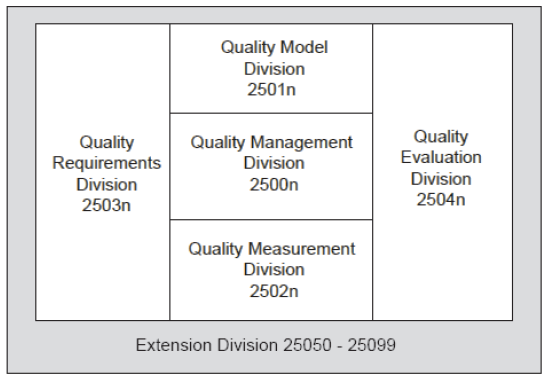 Quality
Requirements
Division
2503n
Quality Model
Division
2501n
Quality Management
Division
2500n
Quality Measurement
Division
2502n
Quality
Evaluation
Division
2504n
Extension Division 25050 - 25099